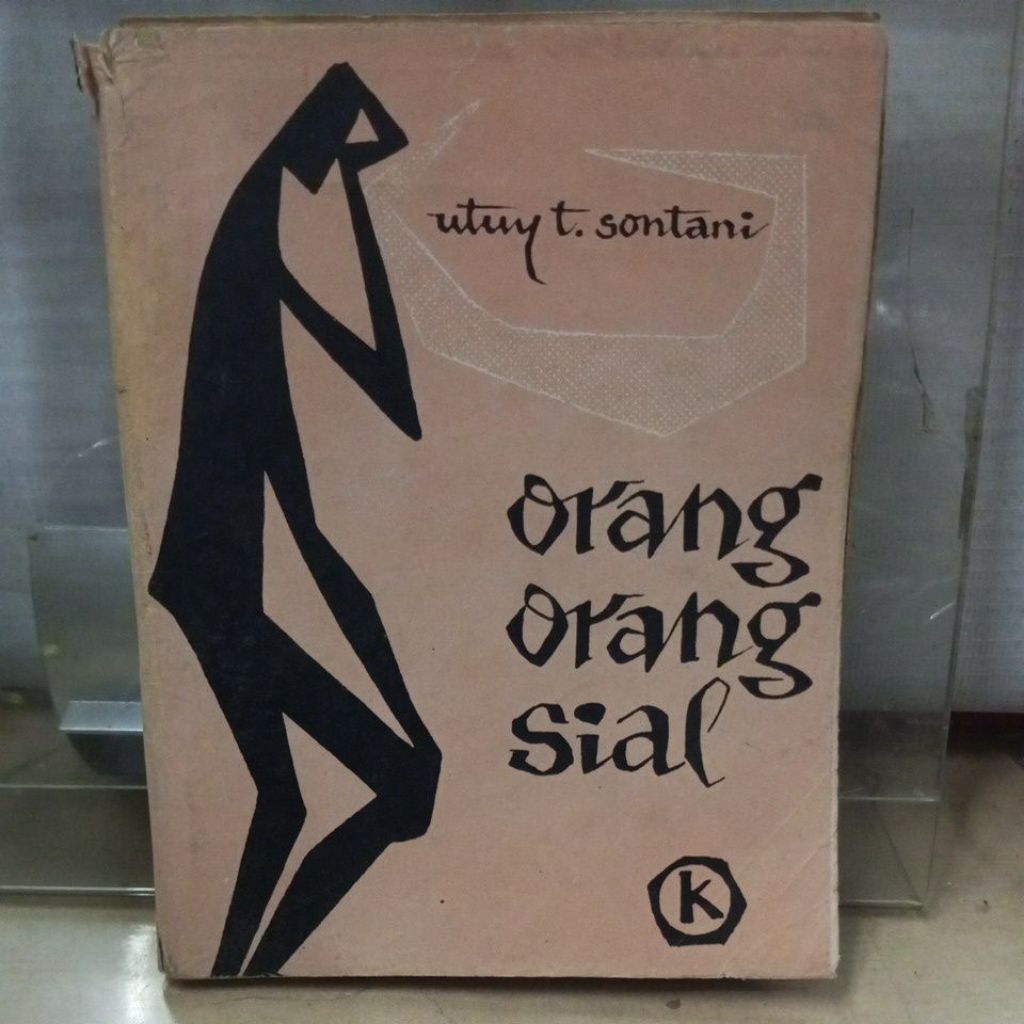 utuy t. sontani
orang
orang
sial
K